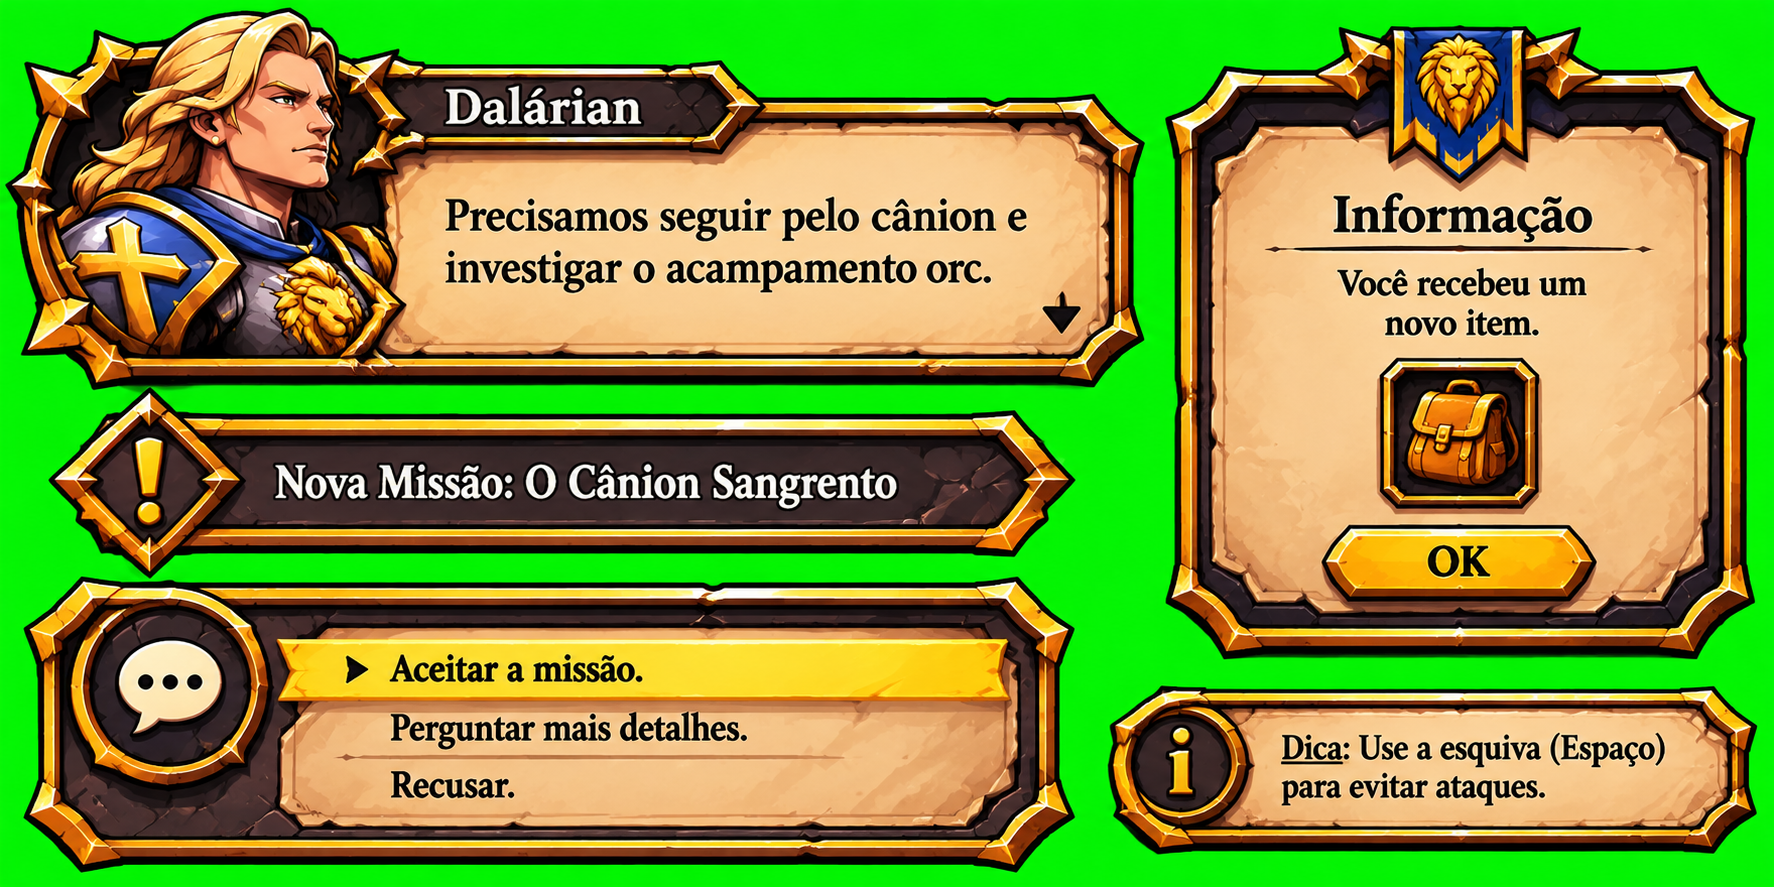 Dalárian
Precisamos seguir pelo cânion e
investigar o acampamento orc.
Nova Missão: O Cânion Sangrento
Aceitar a missão.
Perguntar mais detalhes.
Recusar.
Informação
Você recebeu um
novo item.
OK
Dica: Use a esquiva (Espaço)
para evitar ataques.